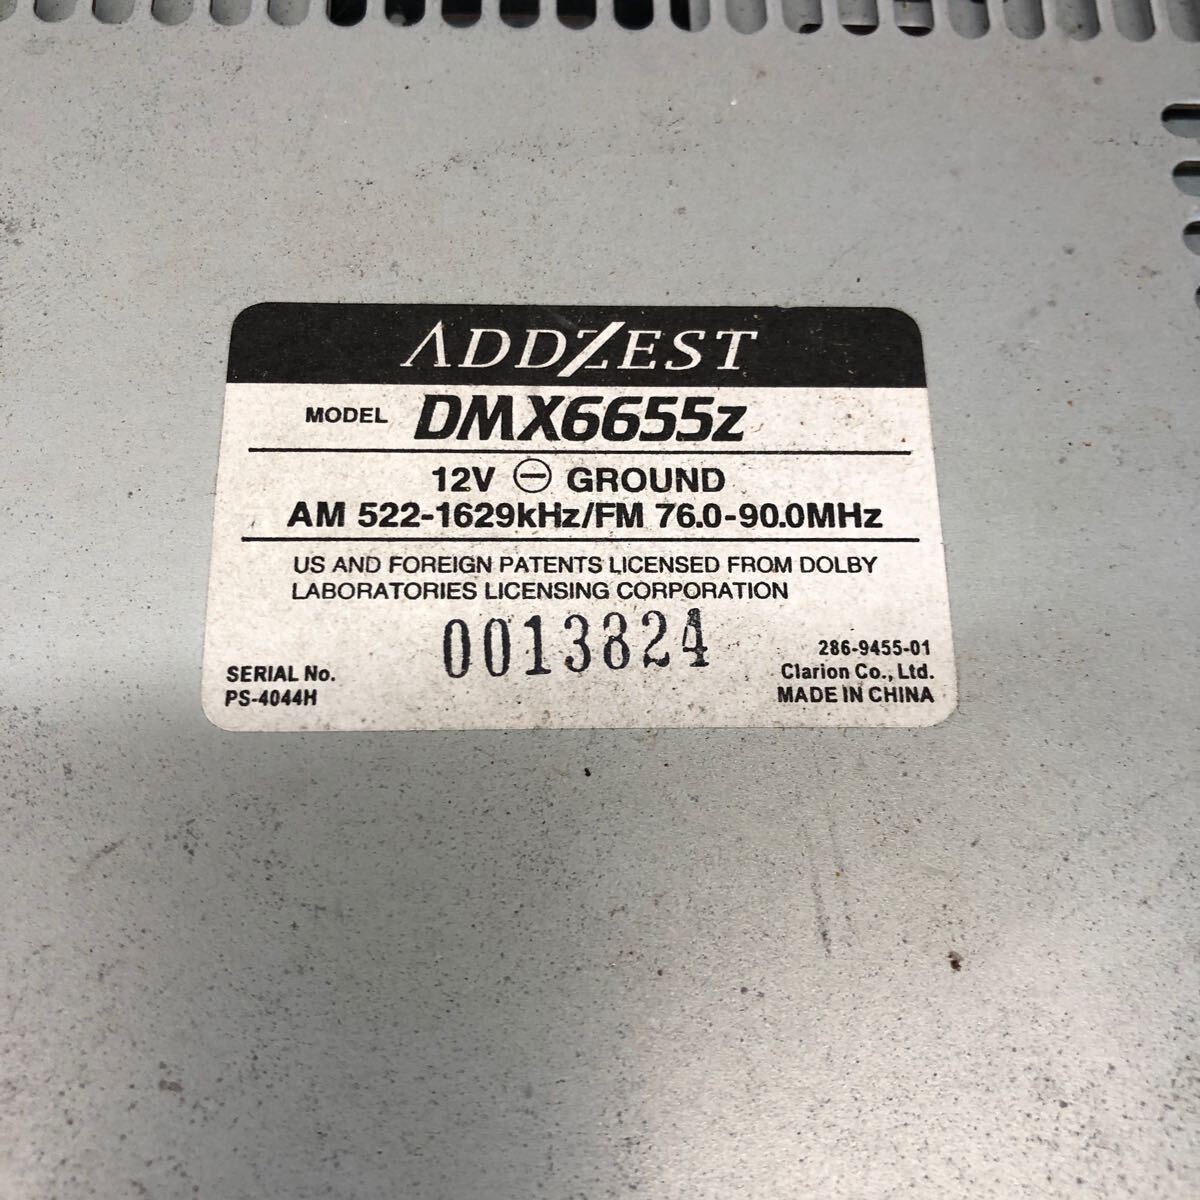 ADDZEST
MODEL DMX6655z
12V ⊖ GROUND
AM 522-1629kHz/FM 76.0-90.0MHz
US AND FOREIGN PATENTS LICENSED FROM DOLBY
LABORATORIES LICENSING CORPORATION
0013824
SERIAL No.
PS-4044H
286-9455-01
Clarion Co., Ltd.
MADE IN CHINA